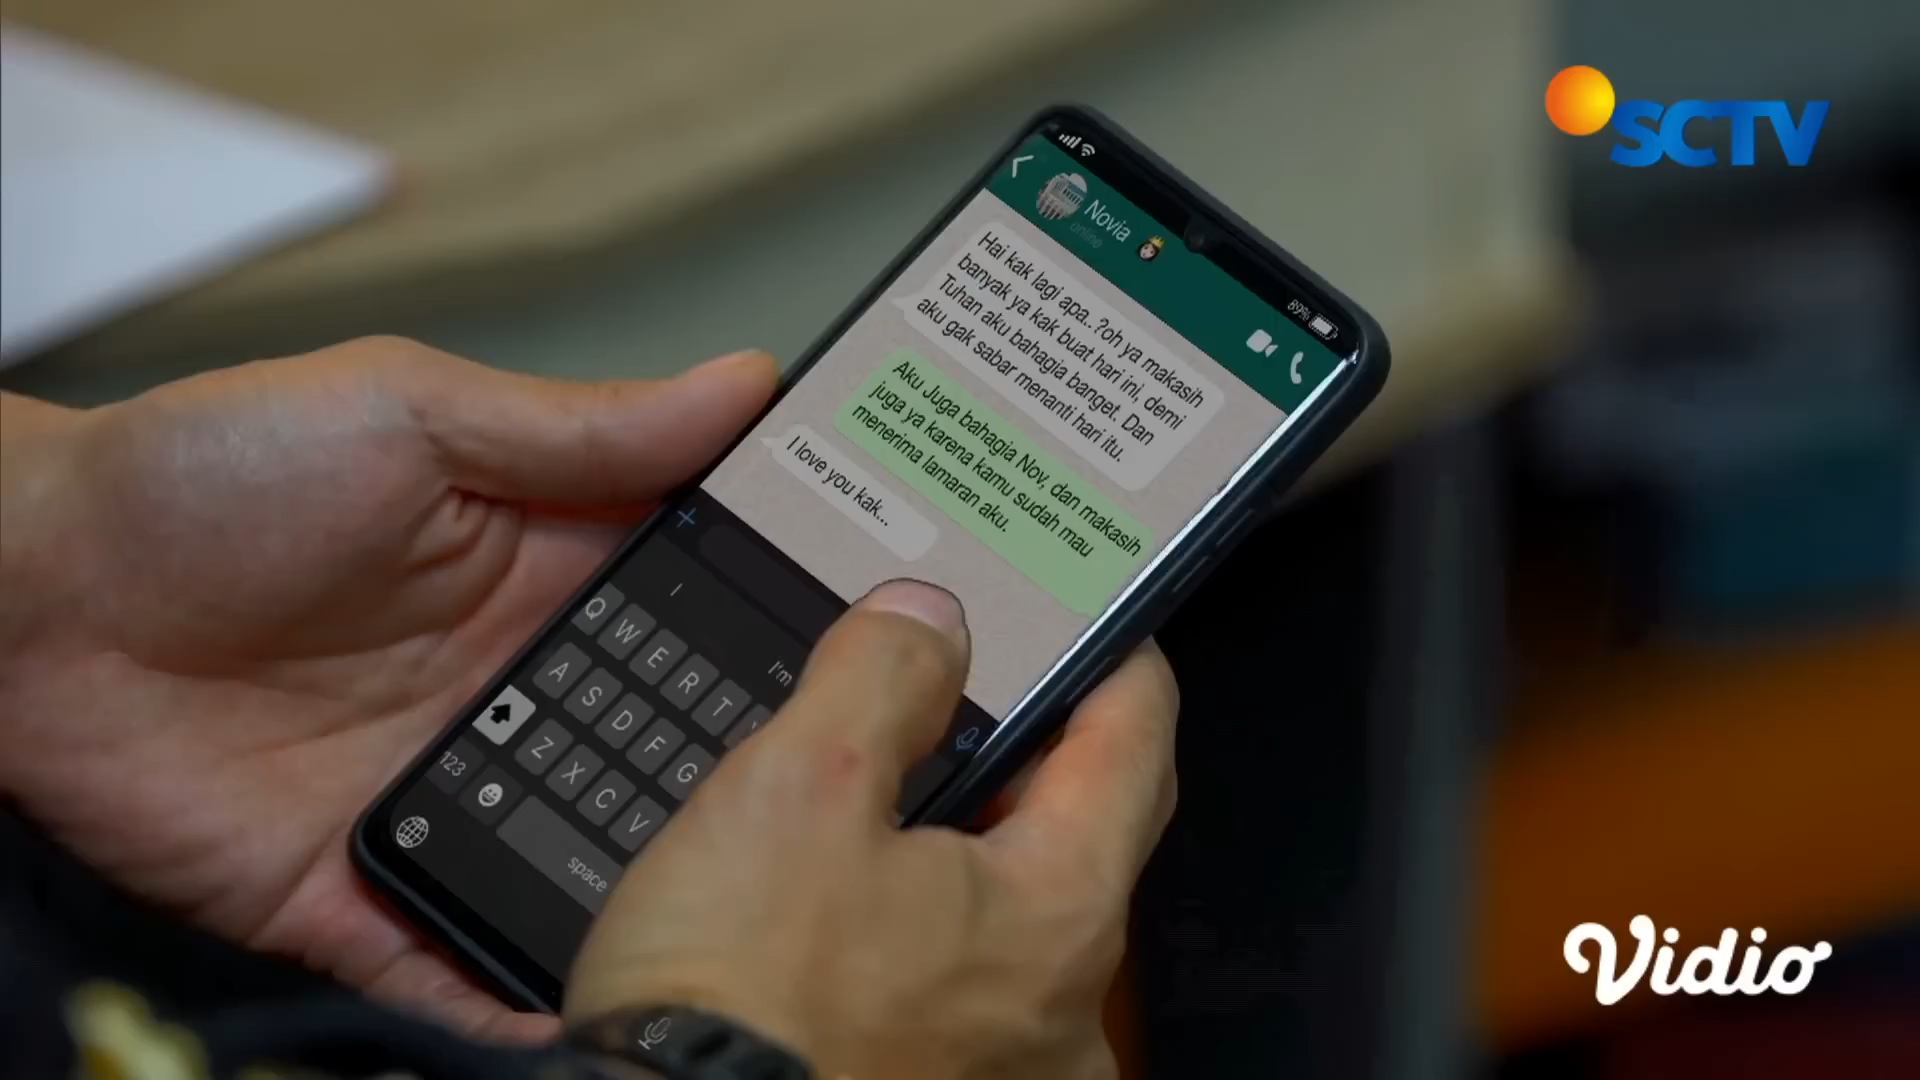 SCTV
89%
Novia
online
Hai kak lagi apa..?oh ya makasih
banyak ya kak buat hari ini, demi
Tuhan aku bahagia banget. Dan
aku gak sabar menanti hari itu.
Aku Juga bahagia Nov, dan makasih
juga ya karena kamu sudah mau
menerima lamaran aku.
I love you kak...
I I'm
Q W E R T
A S D F G
Z X C V
123
space
Vidio